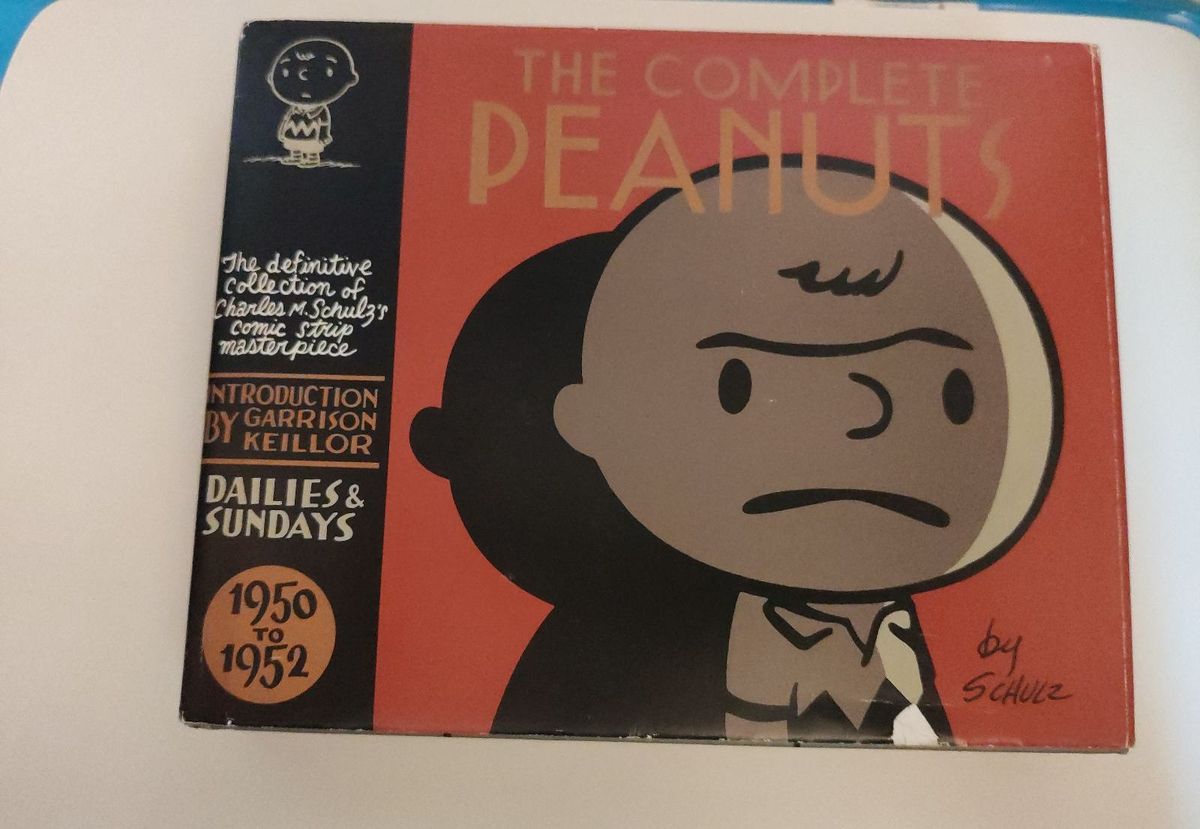 THE COMPLETE
PEANUTS
The definitive
collection of
Charles M. Schulz's
comic strip
masterpiece
INTRODUCTION
BY GARRISON
KEILLOR
DAILIES &
SUNDAYS
1950
TO
1952
by
SCHULZ